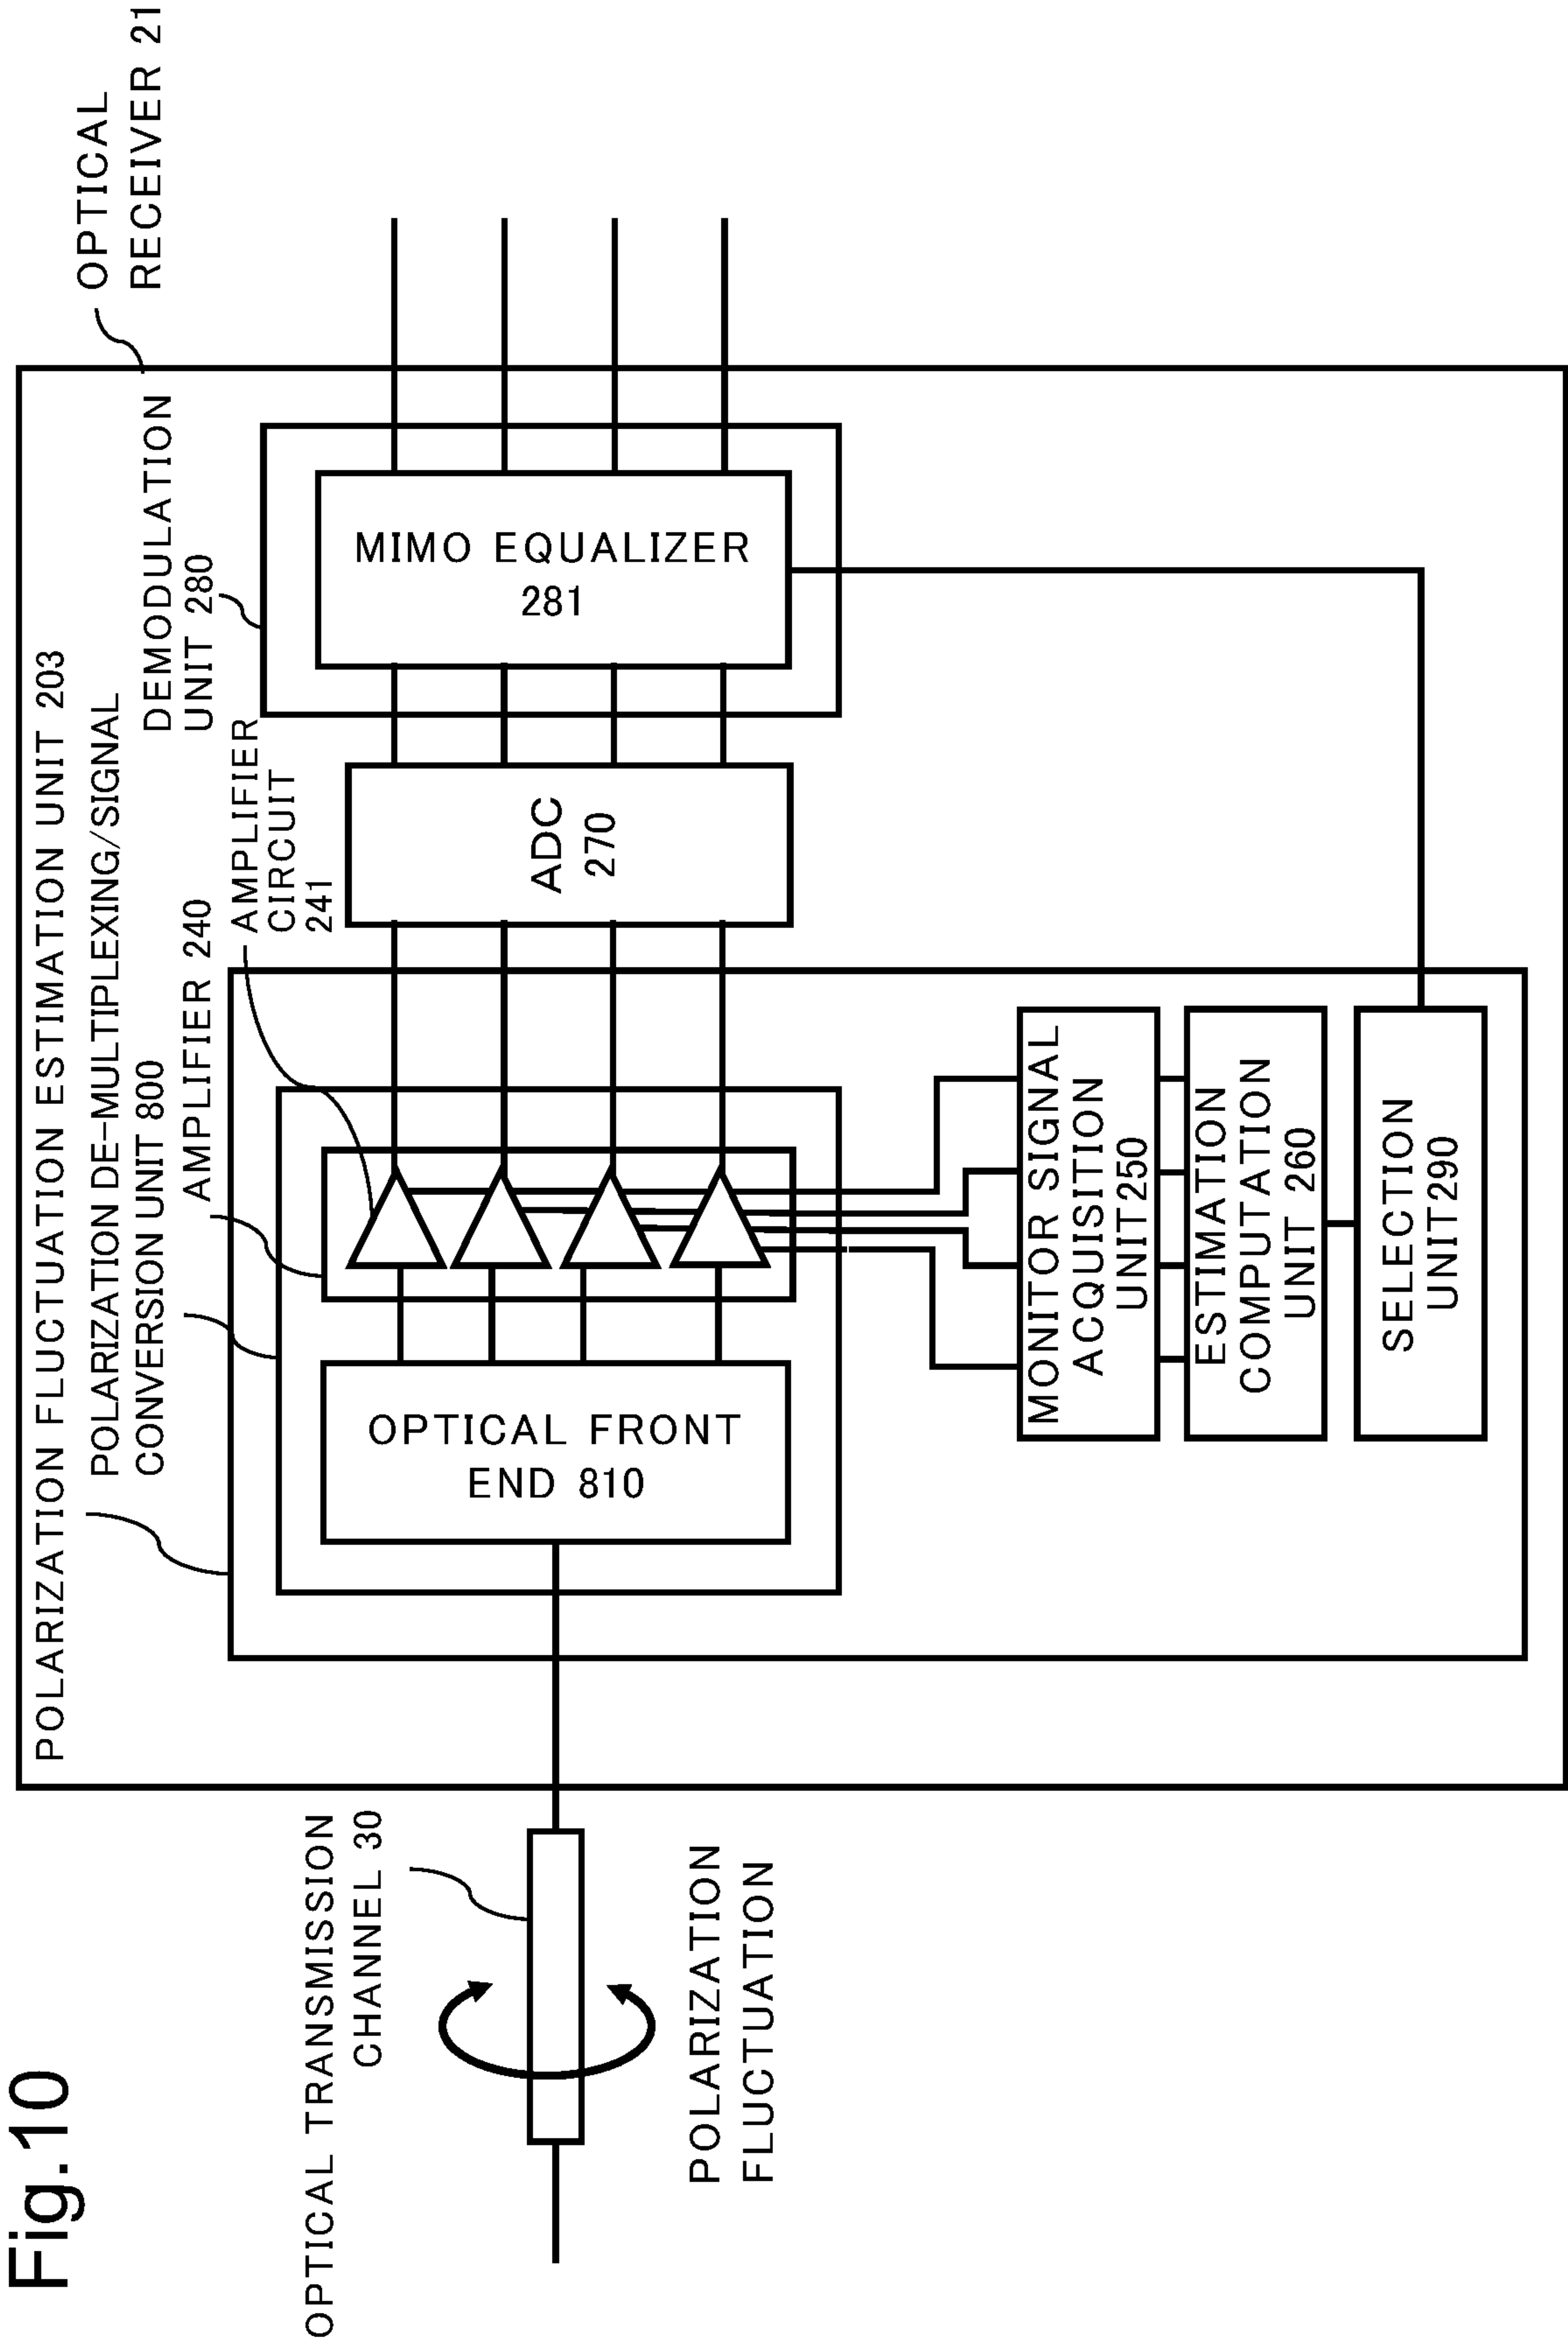 Fig.10
OPTICAL TRANSMISSION
CHANNEL 30
POLARIZATION
FLUCTUATION
POLARIZATION FLUCTUATION ESTIMATION UNIT 203
POLARIZATION DE-MULTIPLEXING/SIGNAL
CONVERSION UNIT 800
AMPLIFIER 240
AMPLIFIER
CIRCUIT
241
DEMODULATION
UNIT 280
OPTICAL
RECEIVER 21
OPTICAL FRONT
END 810
ADC
270
MIMO EQUALIZER
281
MONITOR SIGNAL
ACQUISITION
UNIT250
ESTIMATION
COMPUTATION
UNIT 260
SELECTION
UNIT290